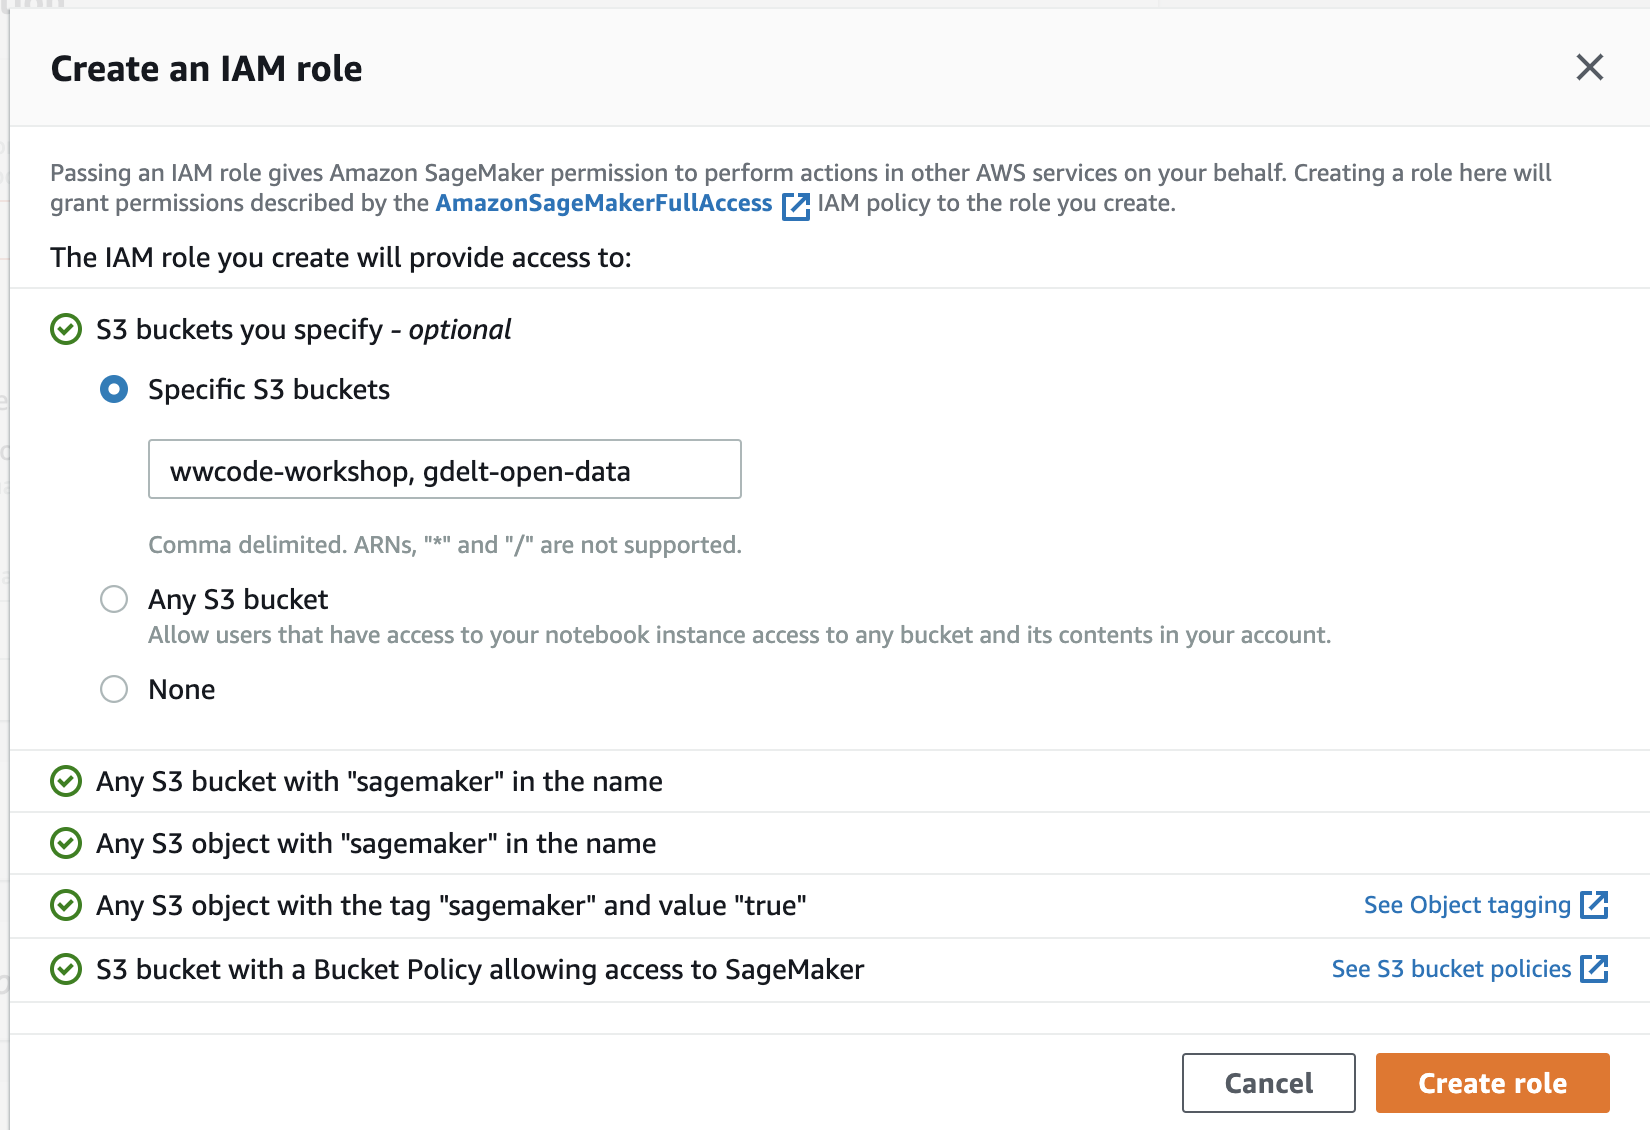 Create an IAM role
Passing an IAM role gives Amazon SageMaker permission to perform actions in other AWS services on your behalf. Creating a role here will
grant permissions described by the AmazonSageMakerFullAccess IAM policy to the role you create.
The IAM role you create will provide access to:
S3 buckets you specify - optional
Specific S3 buckets
wwcode-workshop, gdelt-open-data
Comma delimited. ARNs, "*" and "/" are not supported.
Any S3 bucket
Allow users that have access to your notebook instance access to any bucket and its contents in your account.
None
Any S3 bucket with "sagemaker" in the name
Any S3 object with "sagemaker" in the name
Any S3 object with the tag "sagemaker" and value "true" See Object tagging
S3 bucket with a Bucket Policy allowing access to SageMaker See S3 bucket policies
Cancel Create role